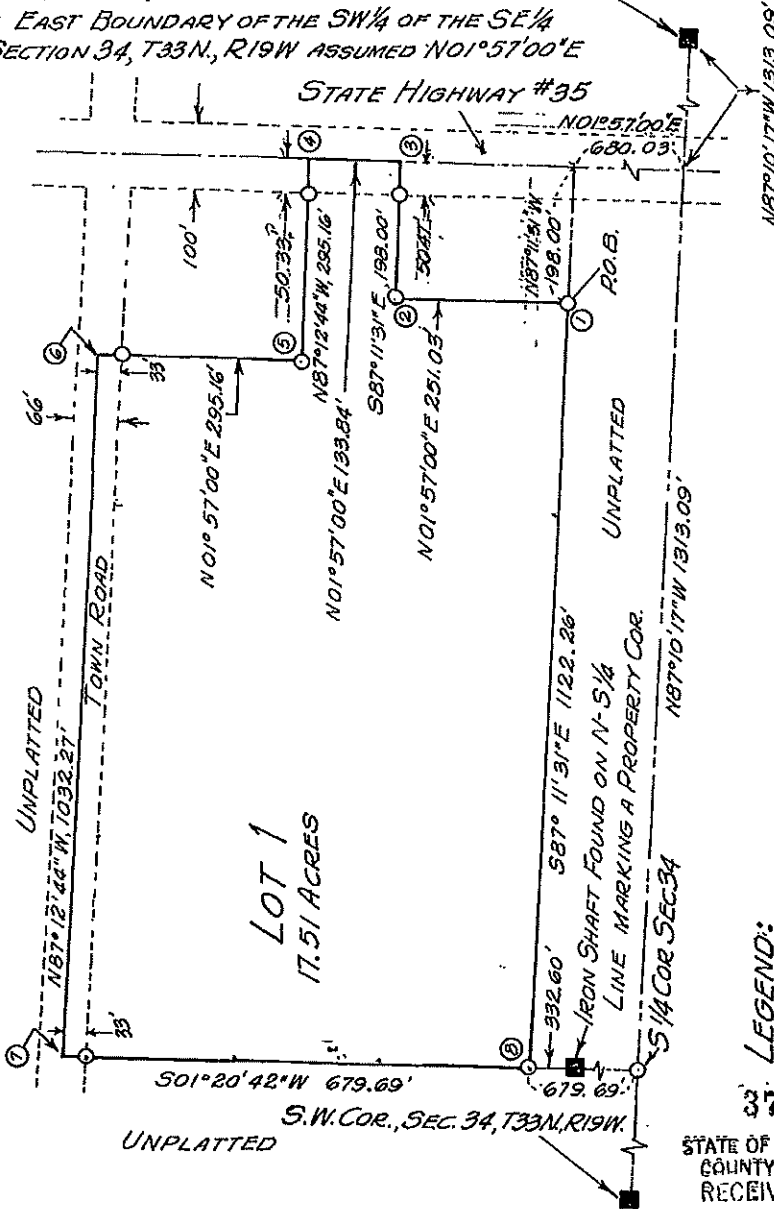 EAST BOUNDARY OF THE SW¼ OF THE SE¼
SECTION 34, T33N., R19W ASSUMED N01°57'00"E
STATE HIGHWAY #35
N01°57'00"E
680.03'
N87°10'17"W 1313.09'
④
③
100'
50.33'
N87°12'44"W, 295.16'
198.00'
S87°11'31"E
50.47'
N87°11'31"W
198.00'
P.O.B.
②
①
⑤
⑥
33'
66'
N01°57'00"E 295.16'
N01°57'00"E 133.84'
N01°57'00"E 251.03'
UNPLATTED
TOWN ROAD
UNPLATTED
N87°12'44"W, 1032.27'
LOT 1
17.51 ACRES
S87°11'31"E 1122.26'
N87°10'17"W 1313.09'
IRON SHAFT FOUND ON N-S¼
LINE MARKING A PROPERTY COR.
332.60'
S¼ COR. SEC. 34
⑦
33'
⑧
S01°20'42"W 679.69'
679.69'
S.W. COR., SEC. 34, T33N, R19W.
UNPLATTED
LEGEND:
37
STATE OF
COUNTY
RECEIV